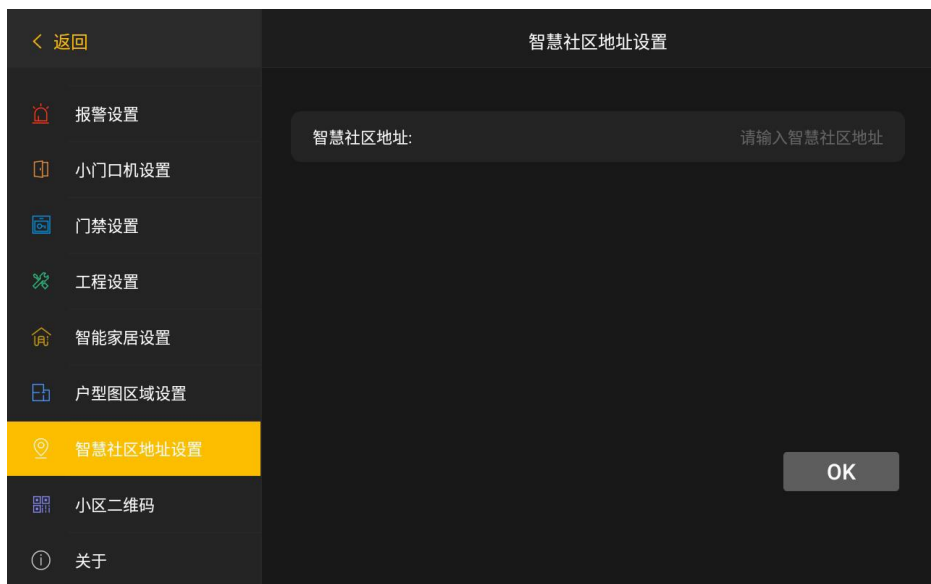 返回
智慧社区地址设置
报警设置
智慧社区地址: 请输入智慧社区地址
小门口机设置
门禁设置
工程设置
智能家居设置
户型图区域设置
智慧社区地址设置
OK
小区二维码
关于